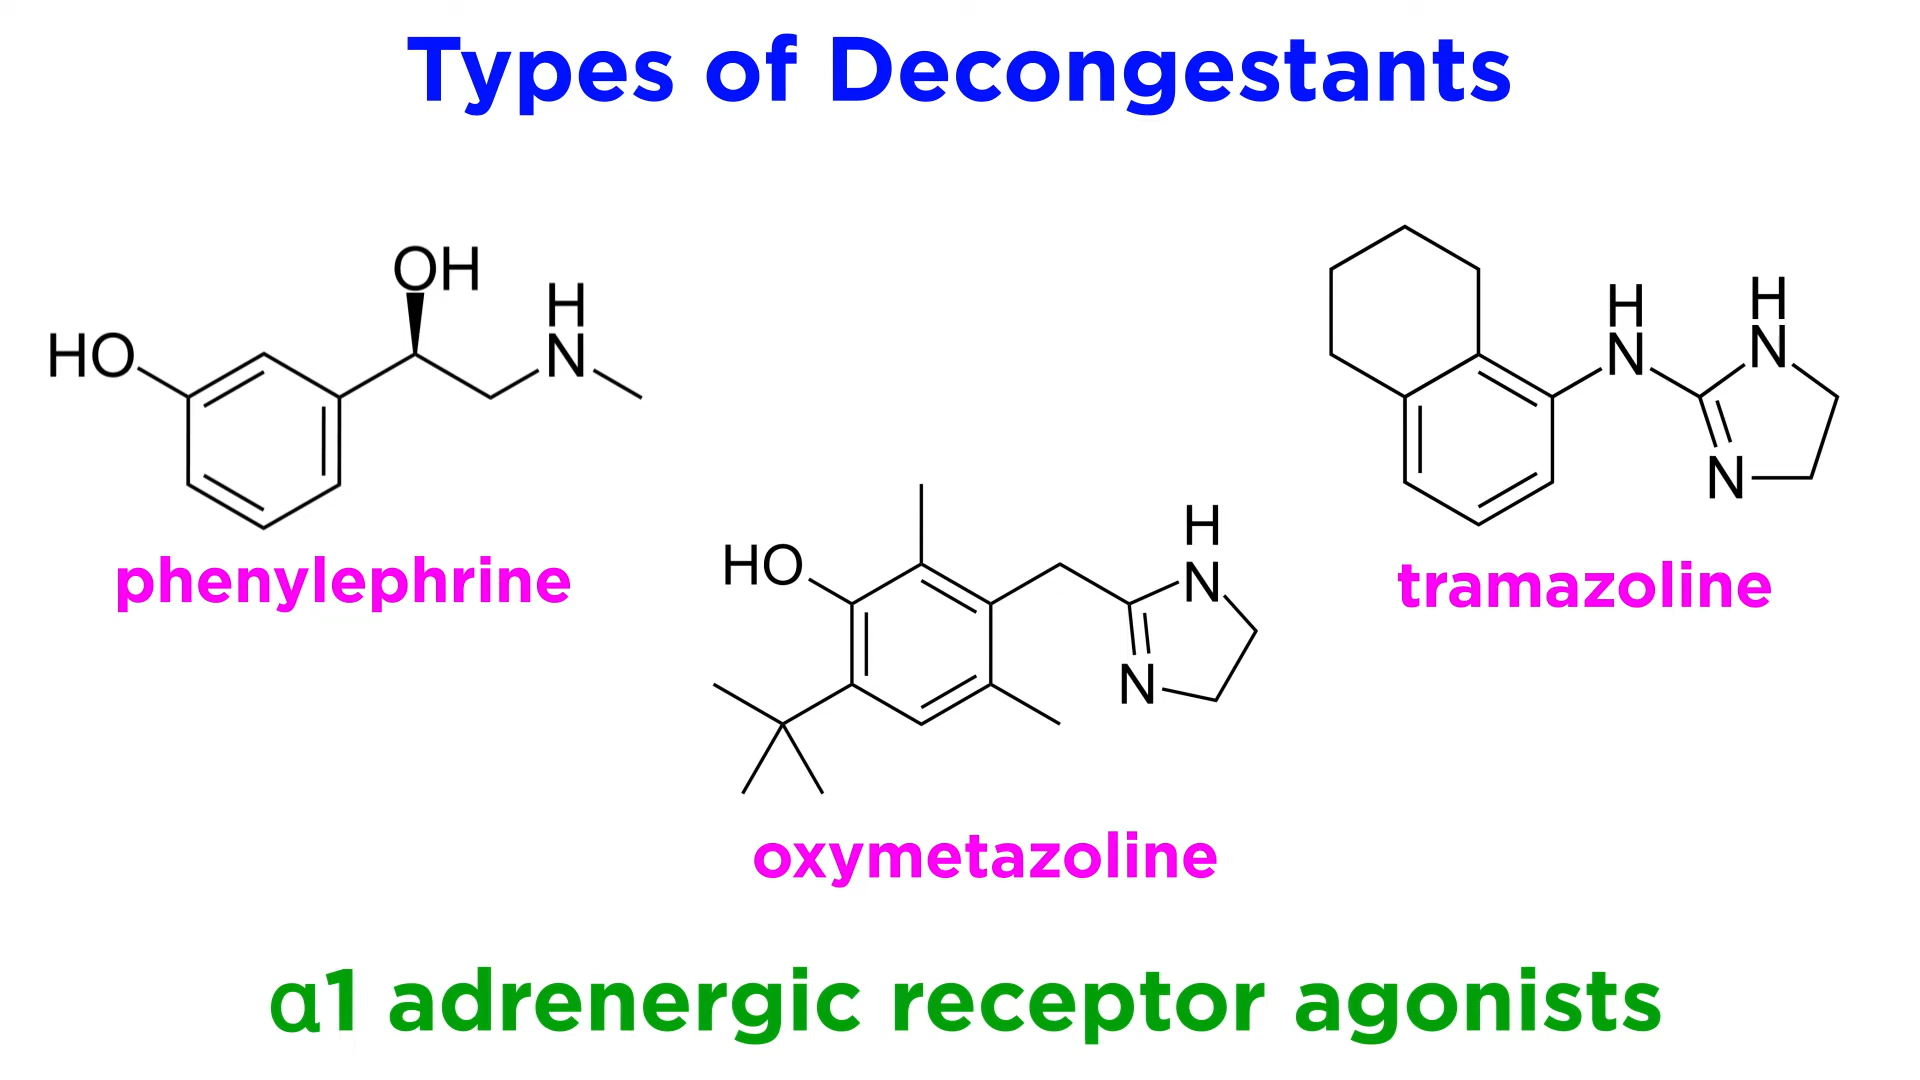 Types of Decongestants
OH
H
N
HO
phenylephrine
HO
H
N
N
oxymetazoline
H
N
H
N
N
tramazoline
α1 adrenergic receptor agonists